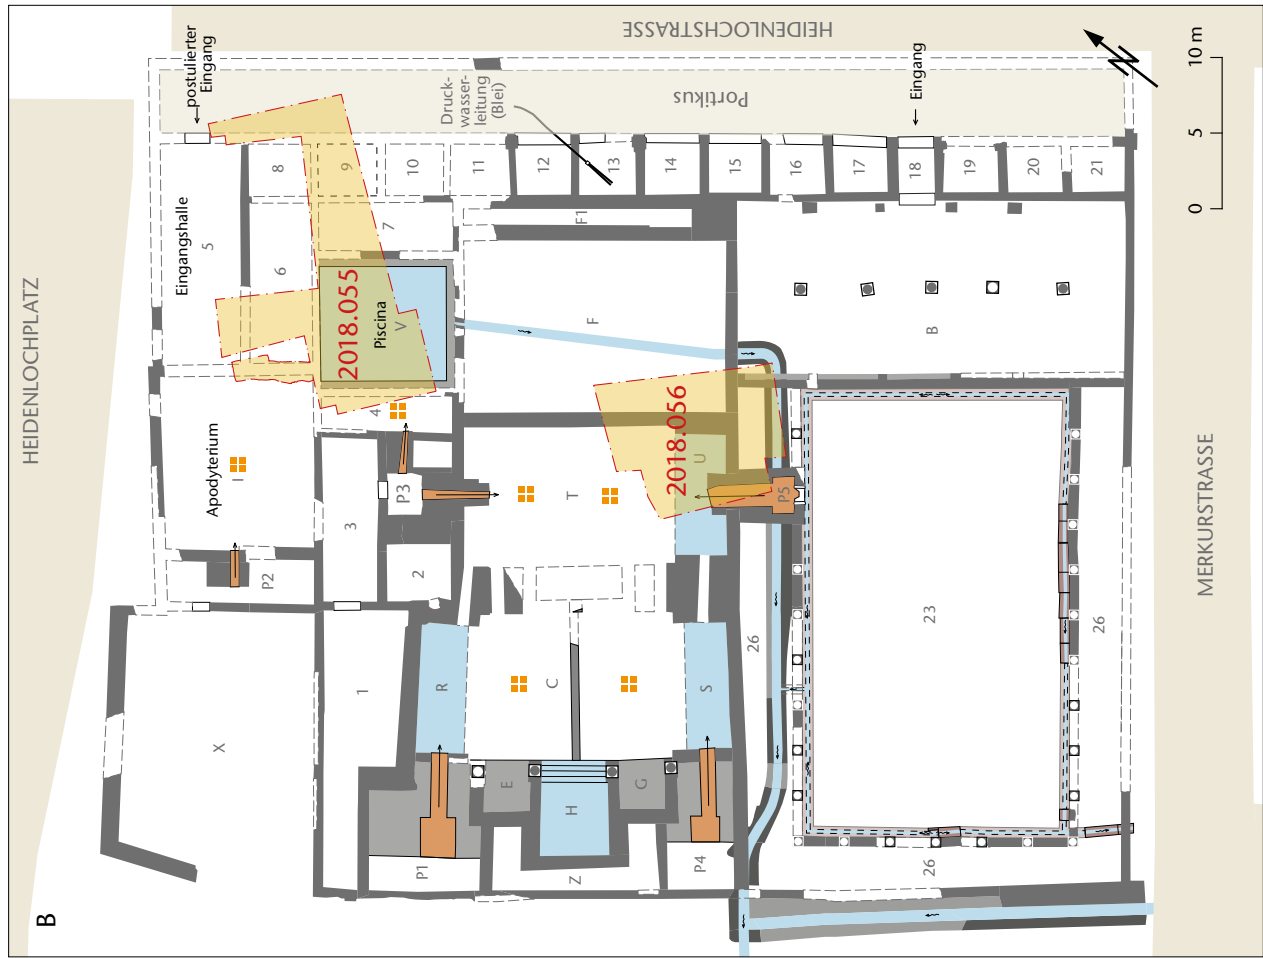 HEIDENLOCHSTRASSE
HEIDENLOCHPLATZ
MERKURSTRASSE
postulierter
Eingang
Portikus
Druck-
wasser-
leitung
(Blei)
Eingang
10 m
5
0
8
9
10
11
12
13
14
15
16
17
18
19
20
21
Eingangshalle
5
6
7
F1
2018.055
Piscina
V
F
B
4
Apodyterium
I
3
P3
T
2018.056
U
P5
P2
2
X
1
R
C
S
26
23
26
E
H
G
P1
Z
P4
26
B